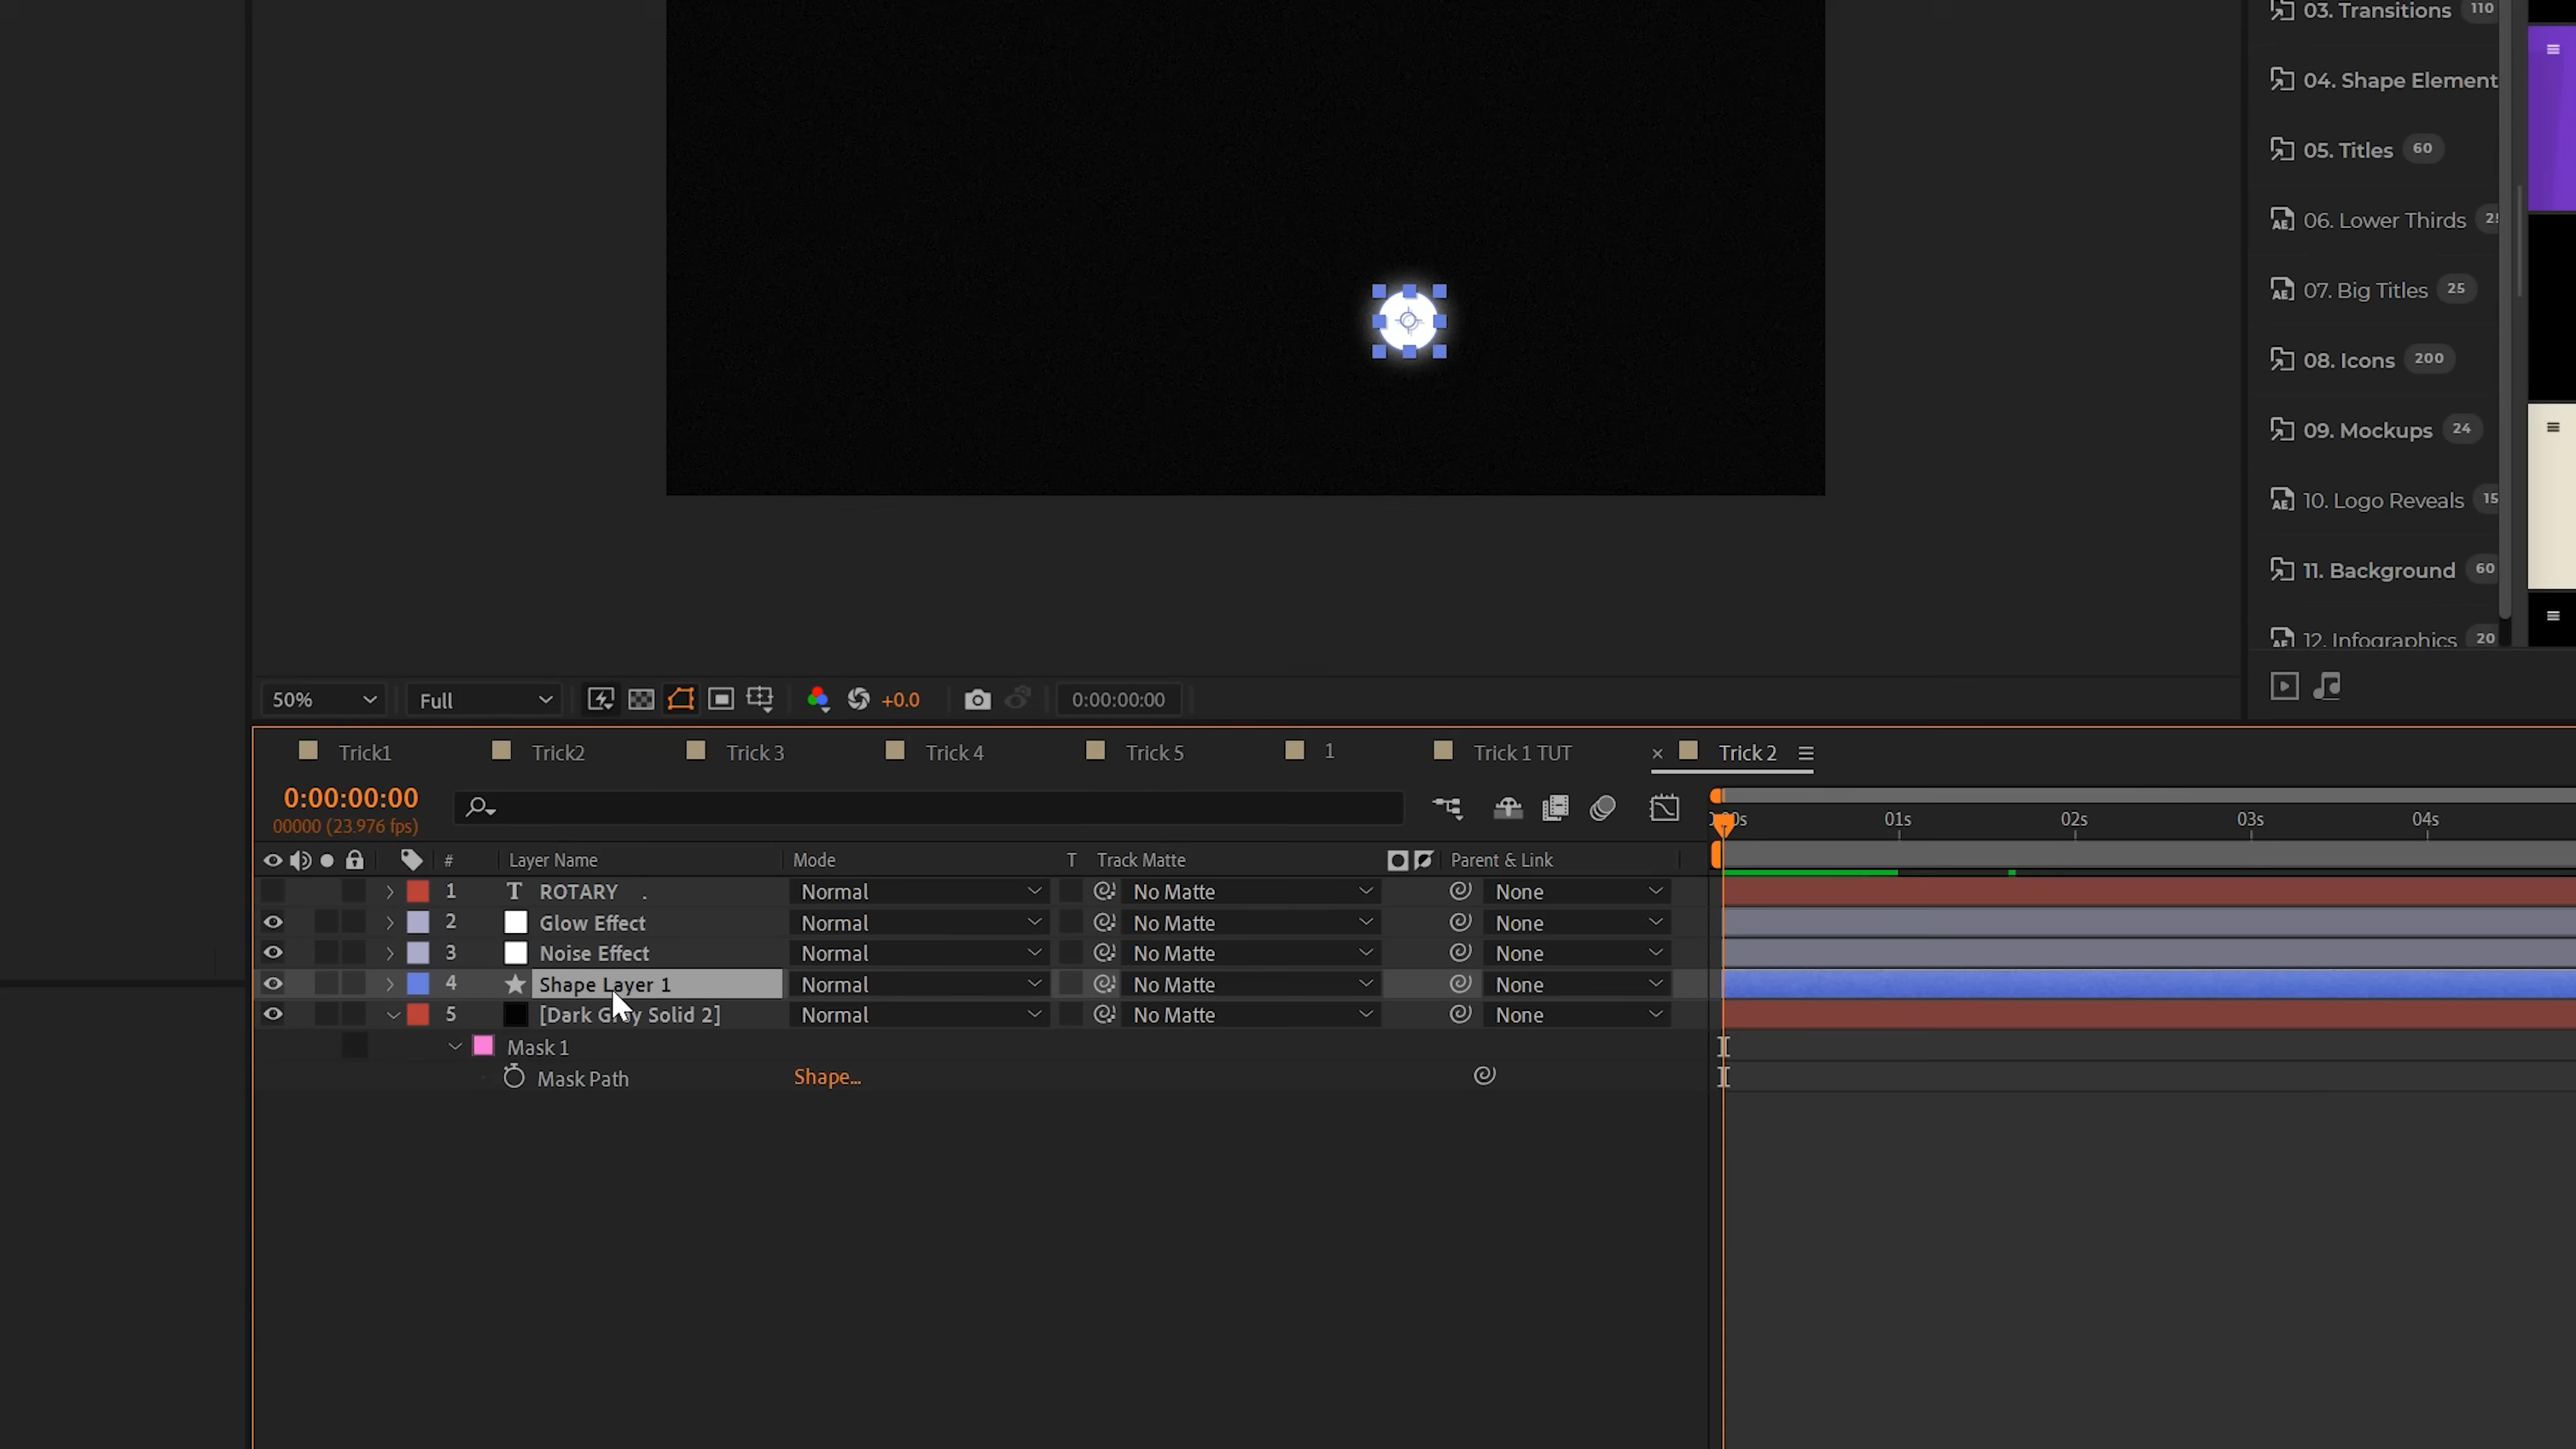 03. Transitions 110
04. Shape Element
05. Titles 60
06. Lower Thirds
07. Big Titles 25
08. Icons 200
09. Mockups 24
10. Logo Reveals 15
11. Background 60
12. Infographics 20
50% Full +0.0 0:00:00:00
Trick1 Trick2 Trick 3 Trick 4 Trick 5 1 Trick 1 TUT × Trick 2
0:00:00:00
00000 (23.976 fps)
01s 02s 03s 04s
# Layer Name Mode T Track Matte Parent & Link
1 T ROTARY . Normal No Matte None
2 Glow Effect Normal No Matte None
3 Noise Effect Normal No Matte None
4 Shape Layer 1 Normal No Matte None
5 [Dark Gray Solid 2] Normal No Matte None
Mask 1
Mask Path Shape...